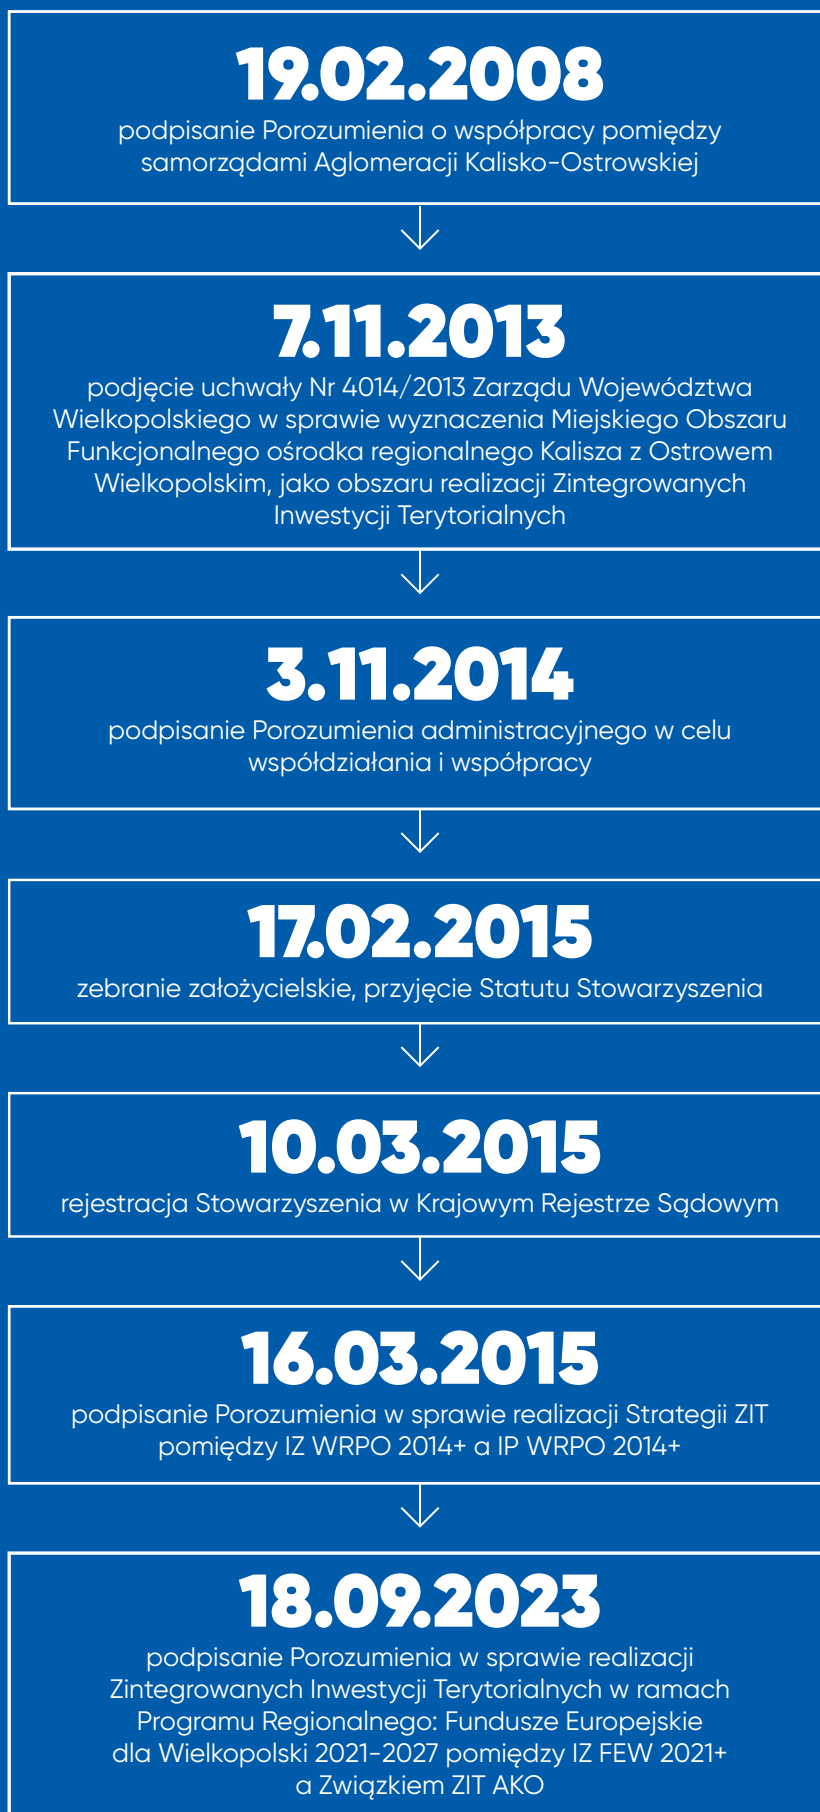 19.02.2008
podpisanie Porozumienia o współpracy pomiędzy
samorządami Aglomeracji Kalisko-Ostrowskiej
7.11.2013
podjęcie uchwały Nr 4014/2013 Zarządu Województwa
Wielkopolskiego w sprawie wyznaczenia Miejskiego Obszaru
Funkcjonalnego ośrodka regionalnego Kalisza z Ostrowem
Wielkopolskim, jako obszaru realizacji Zintegrowanych
Inwestycji Terytorialnych
3.11.2014
podpisanie Porozumienia administracyjnego w celu
współdziałania i współpracy
17.02.2015
zebranie założycielskie, przyjęcie Statutu Stowarzyszenia
10.03.2015
rejestracja Stowarzyszenia w Krajowym Rejestrze Sądowym
16.03.2015
podpisanie Porozumienia w sprawie realizacji Strategii ZIT
pomiędzy IZ WRPO 2014+ a IP WRPO 2014+
18.09.2023
podpisanie Porozumienia w sprawie realizacji
Zintegrowanych Inwestycji Terytorialnych w ramach
Programu Regionalnego: Fundusze Europejskie
dla Wielkopolski 2021-2027 pomiędzy IZ FEW 2021+
a Związkiem ZIT AKO